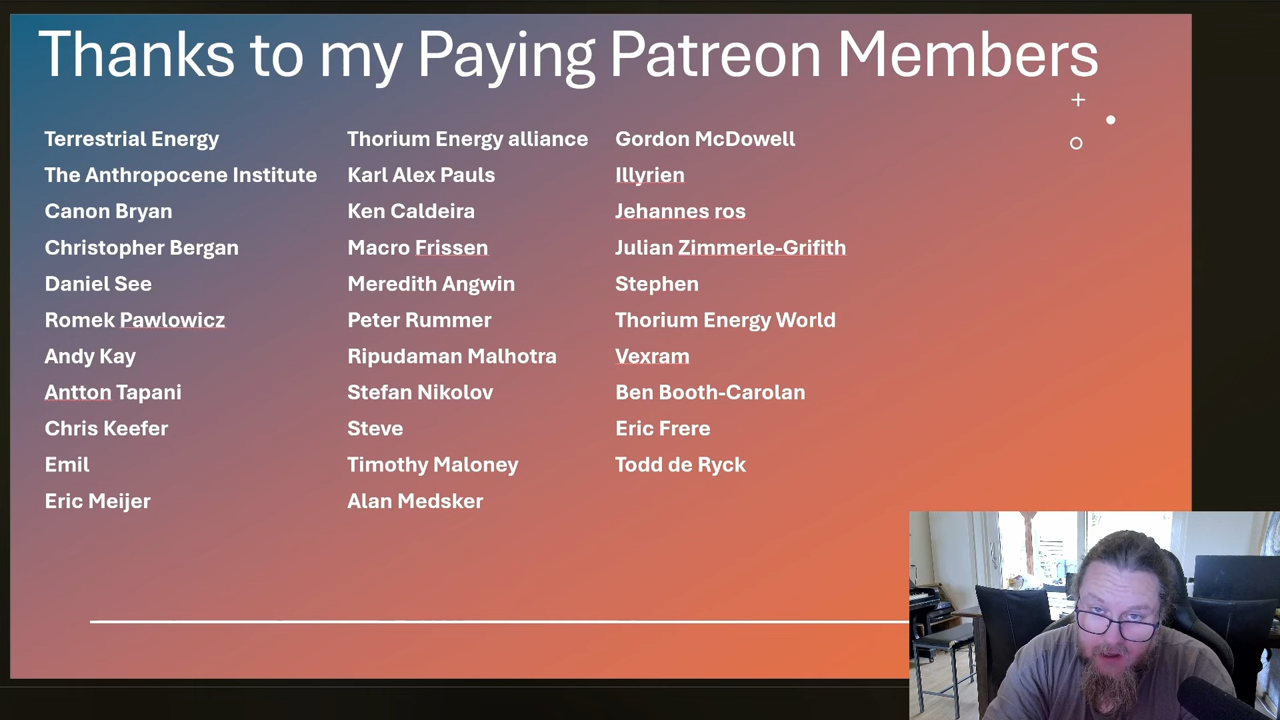 Thanks to my Paying Patreon Members
Terrestrial Energy
The Anthropocene Institute
Canon Bryan
Christopher Bergan
Daniel See
Romek Pawlowicz
Andy Kay
Antton Tapani
Chris Keefer
Emil
Eric Meijer
Thorium Energy alliance
Karl Alex Pauls
Ken Caldeira
Macro Frissen
Meredith Angwin
Peter Rummer
Ripudaman Malhotra
Stefan Nikolov
Steve
Timothy Maloney
Alan Medsker
Gordon McDowell
Illyrien
Jehannes ros
Julian Zimmerle-Grifith
Stephen
Thorium Energy World
Vexram
Ben Booth-Carolan
Eric Frere
Todd de Ryck